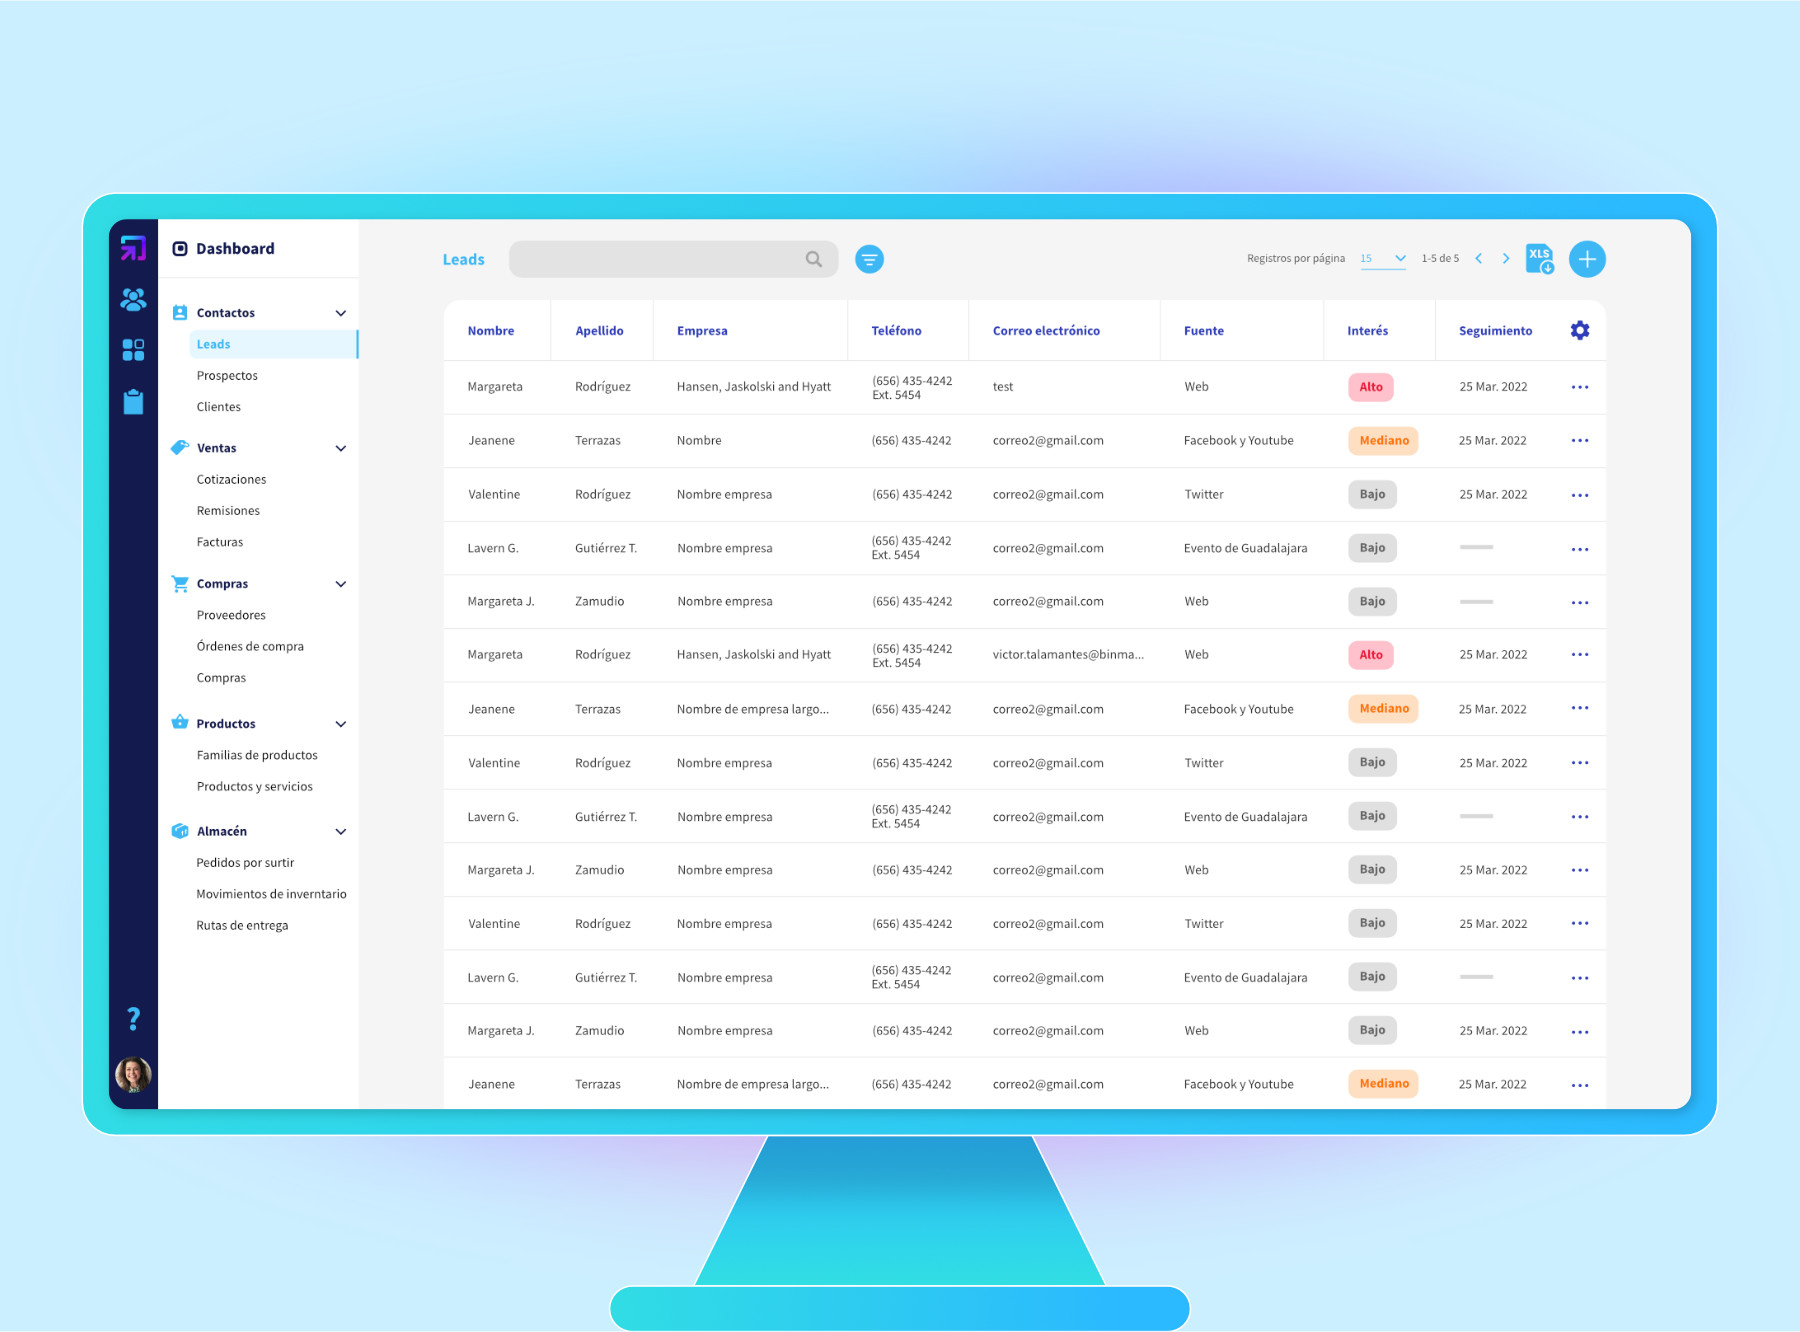 Dashboard
Contactos
Leads
Prospectos
Clientes
Ventas
Cotizaciones
Remisiones
Facturas
Compras
Proveedores
Órdenes de compra
Compras
Productos
Familias de productos
Productos y servicios
Almacén
Pedidos por surtir
Movimientos de inverntario
Rutas de entrega
?
Leads
Registros por página 15 1-5 de 5 XLS
Nombre Apellido Empresa Teléfono Correo electrónico Fuente Interés Seguimiento
Margareta Rodríguez Hansen, Jaskolski and Hyatt (656) 435-4242 Ext. 5454 test Web Alto 25 Mar. 2022
Jeanene Terrazas Nombre (656) 435-4242 correo2@gmail.com Facebook y Youtube Mediano 25 Mar. 2022
Valentine Rodríguez Nombre empresa (656) 435-4242 correo2@gmail.com Twitter Bajo 25 Mar. 2022
Lavern G. Gutiérrez T. Nombre empresa (656) 435-4242 Ext. 5454 correo2@gmail.com Evento de Guadalajara Bajo
Margareta J. Zamudio Nombre empresa (656) 435-4242 correo2@gmail.com Web Bajo
Margareta Rodríguez Hansen, Jaskolski and Hyatt (656) 435-4242 Ext. 5454 victor.talamantes@binma... Web Alto 25 Mar. 2022
Jeanene Terrazas Nombre de empresa largo... (656) 435-4242 correo2@gmail.com Facebook y Youtube Mediano 25 Mar. 2022
Valentine Rodríguez Nombre empresa (656) 435-4242 correo2@gmail.com Twitter Bajo 25 Mar. 2022
Lavern G. Gutiérrez T. Nombre empresa (656) 435-4242 Ext. 5454 correo2@gmail.com Evento de Guadalajara Bajo
Margareta J. Zamudio Nombre empresa (656) 435-4242 correo2@gmail.com Web Bajo 25 Mar. 2022
Valentine Rodríguez Nombre empresa (656) 435-4242 correo2@gmail.com Twitter Bajo 25 Mar. 2022
Lavern G. Gutiérrez T. Nombre empresa (656) 435-4242 Ext. 5454 correo2@gmail.com Evento de Guadalajara Bajo
Margareta J. Zamudio Nombre empresa (656) 435-4242 correo2@gmail.com Web Bajo 25 Mar. 2022
Jeanene Terrazas Nombre de empresa largo... (656) 435-4242 correo2@gmail.com Facebook y Youtube Mediano 25 Mar. 2022